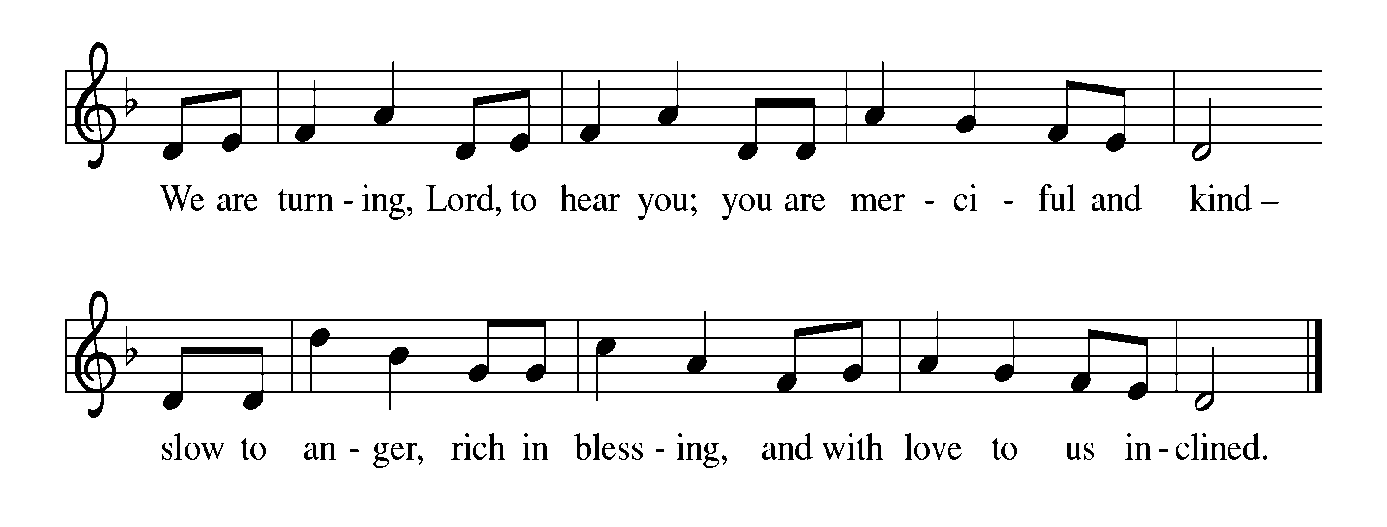 We are turn - ing, Lord, to hear you; you are mer - ci - ful and kind –
slow to an - ger, rich in bless - ing, and with love to us in - clined.